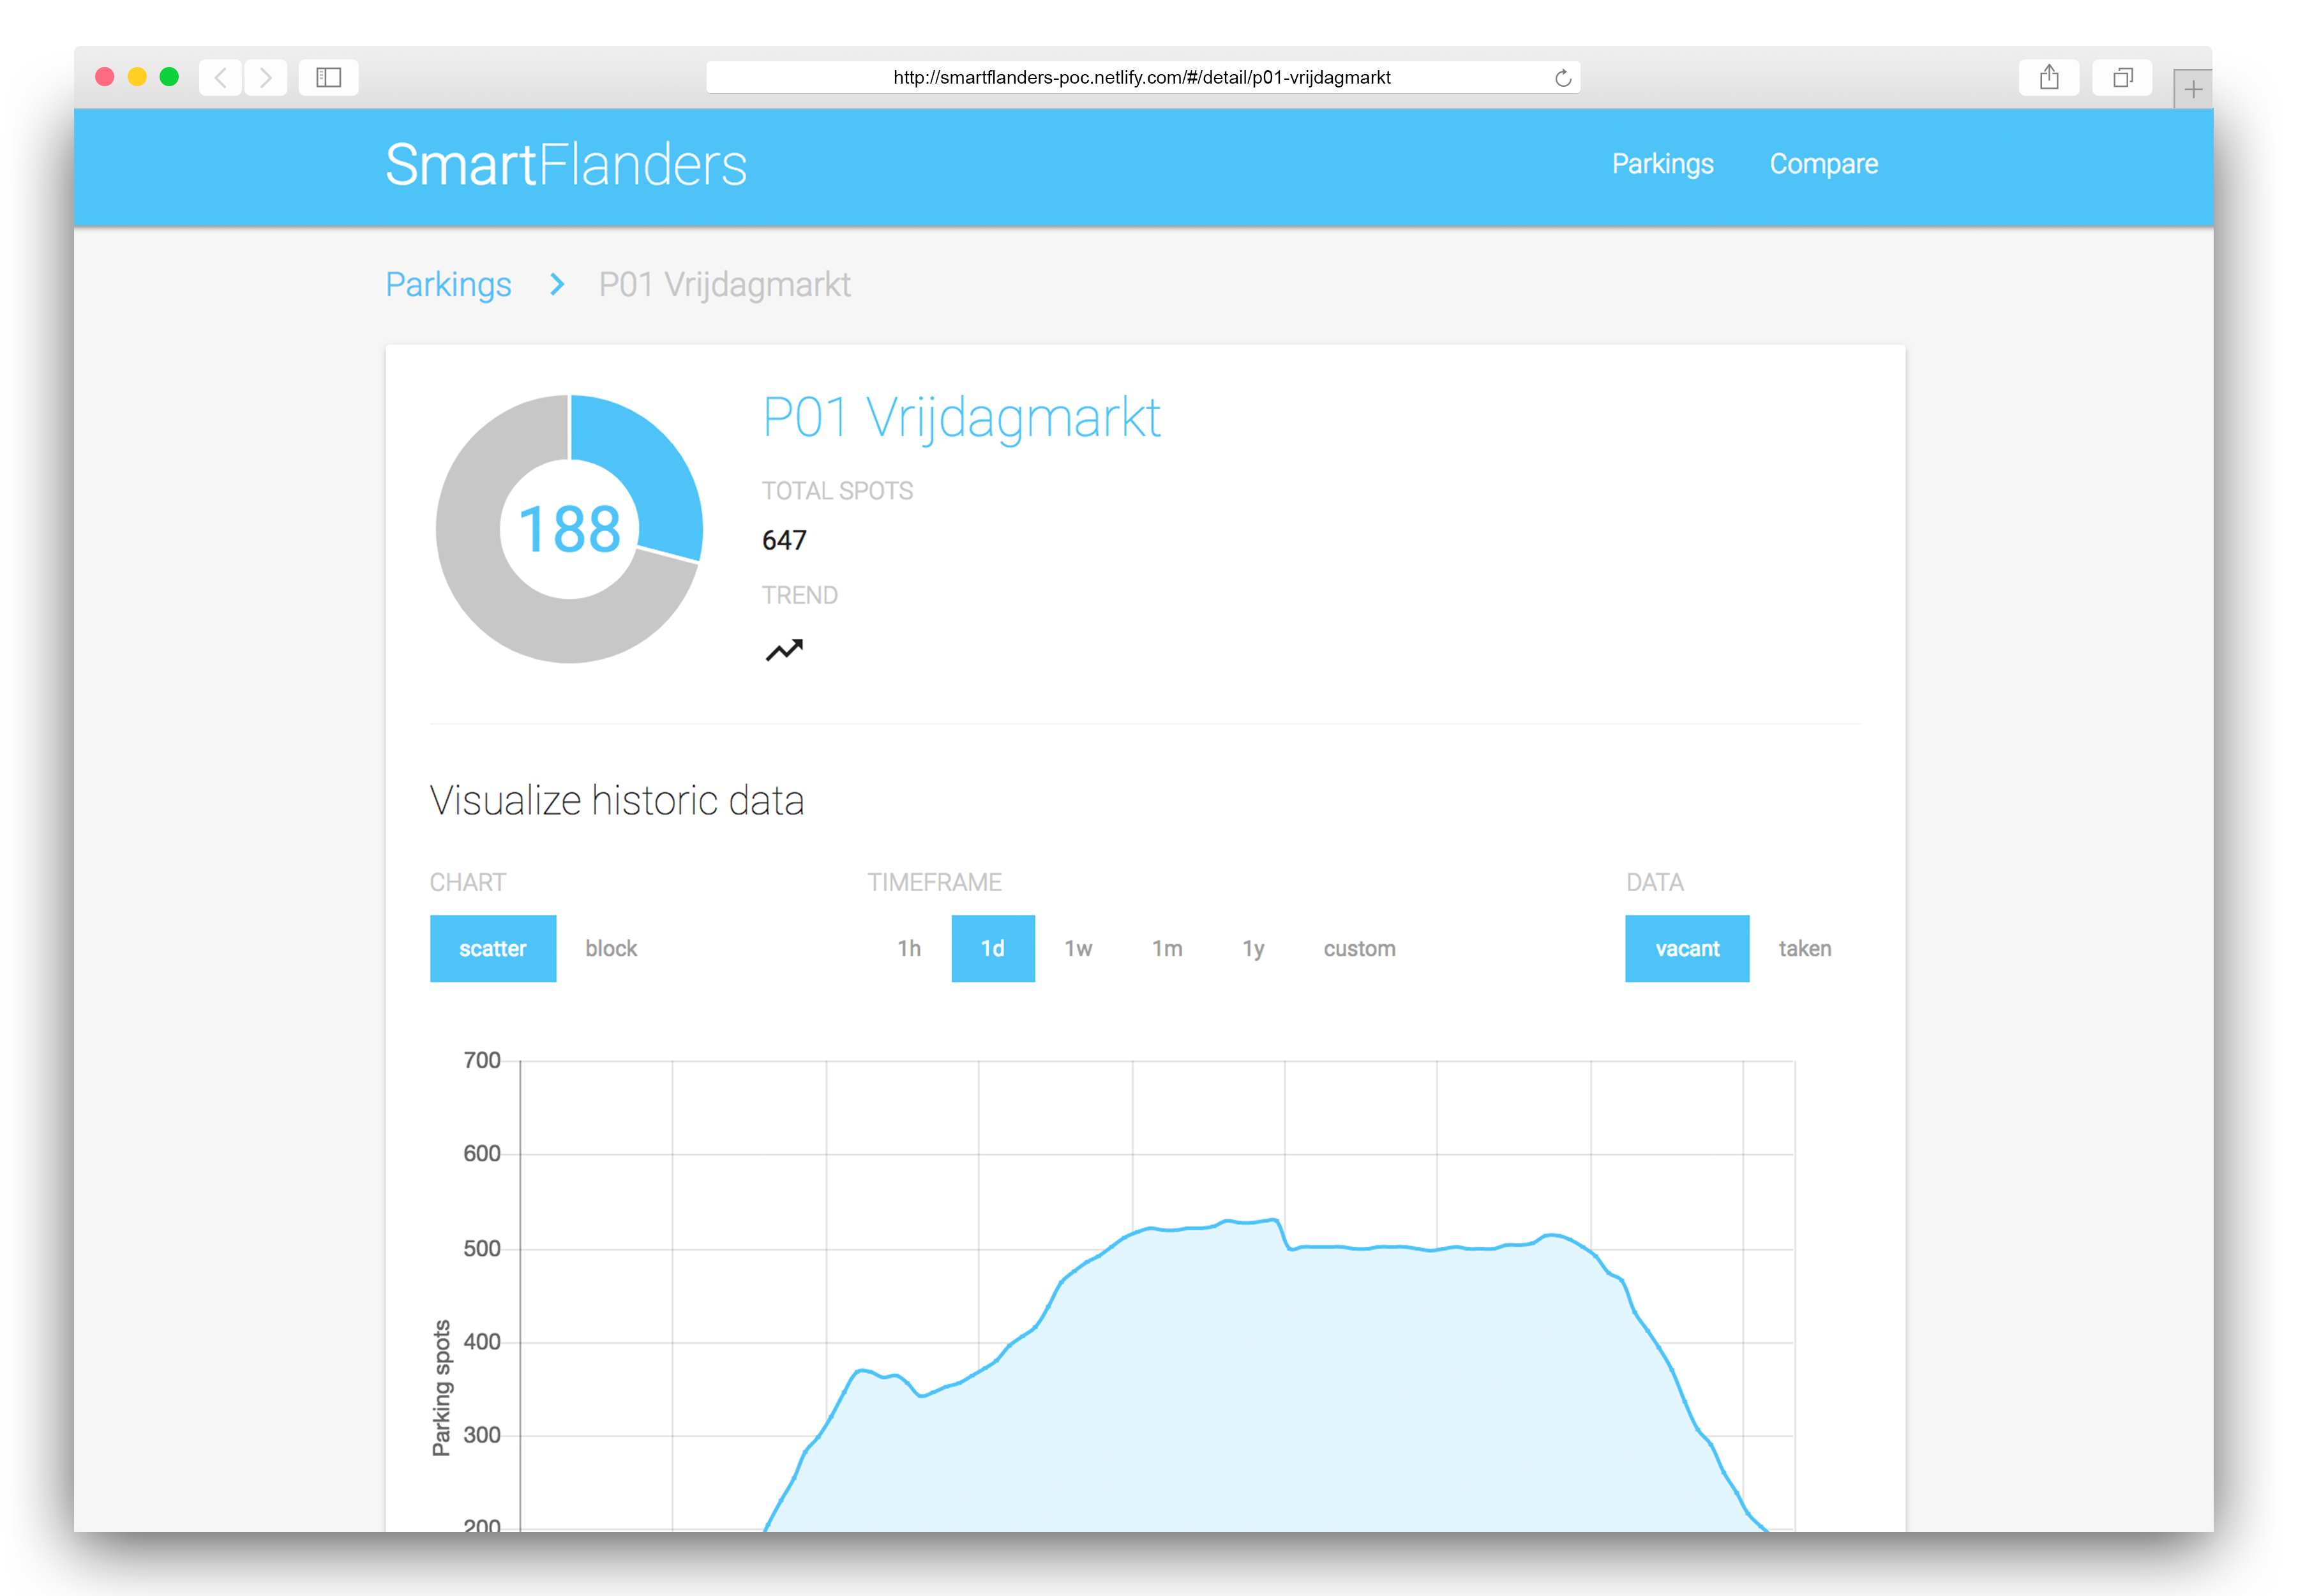 http://smartflanders-poc.netlify.com/#/detail/p01-vrijdagmarkt
SmartFlanders
Parkings Compare
Parkings P01 Vrijdagmarkt
188
P01 Vrijdagmarkt
TOTAL SPOTS
647
TREND
Visualize historic data
CHART TIMEFRAME DATA
scatter block 1h 1d 1w 1m 1y custom vacant taken
700
600
500
400
300
200
Parking spots